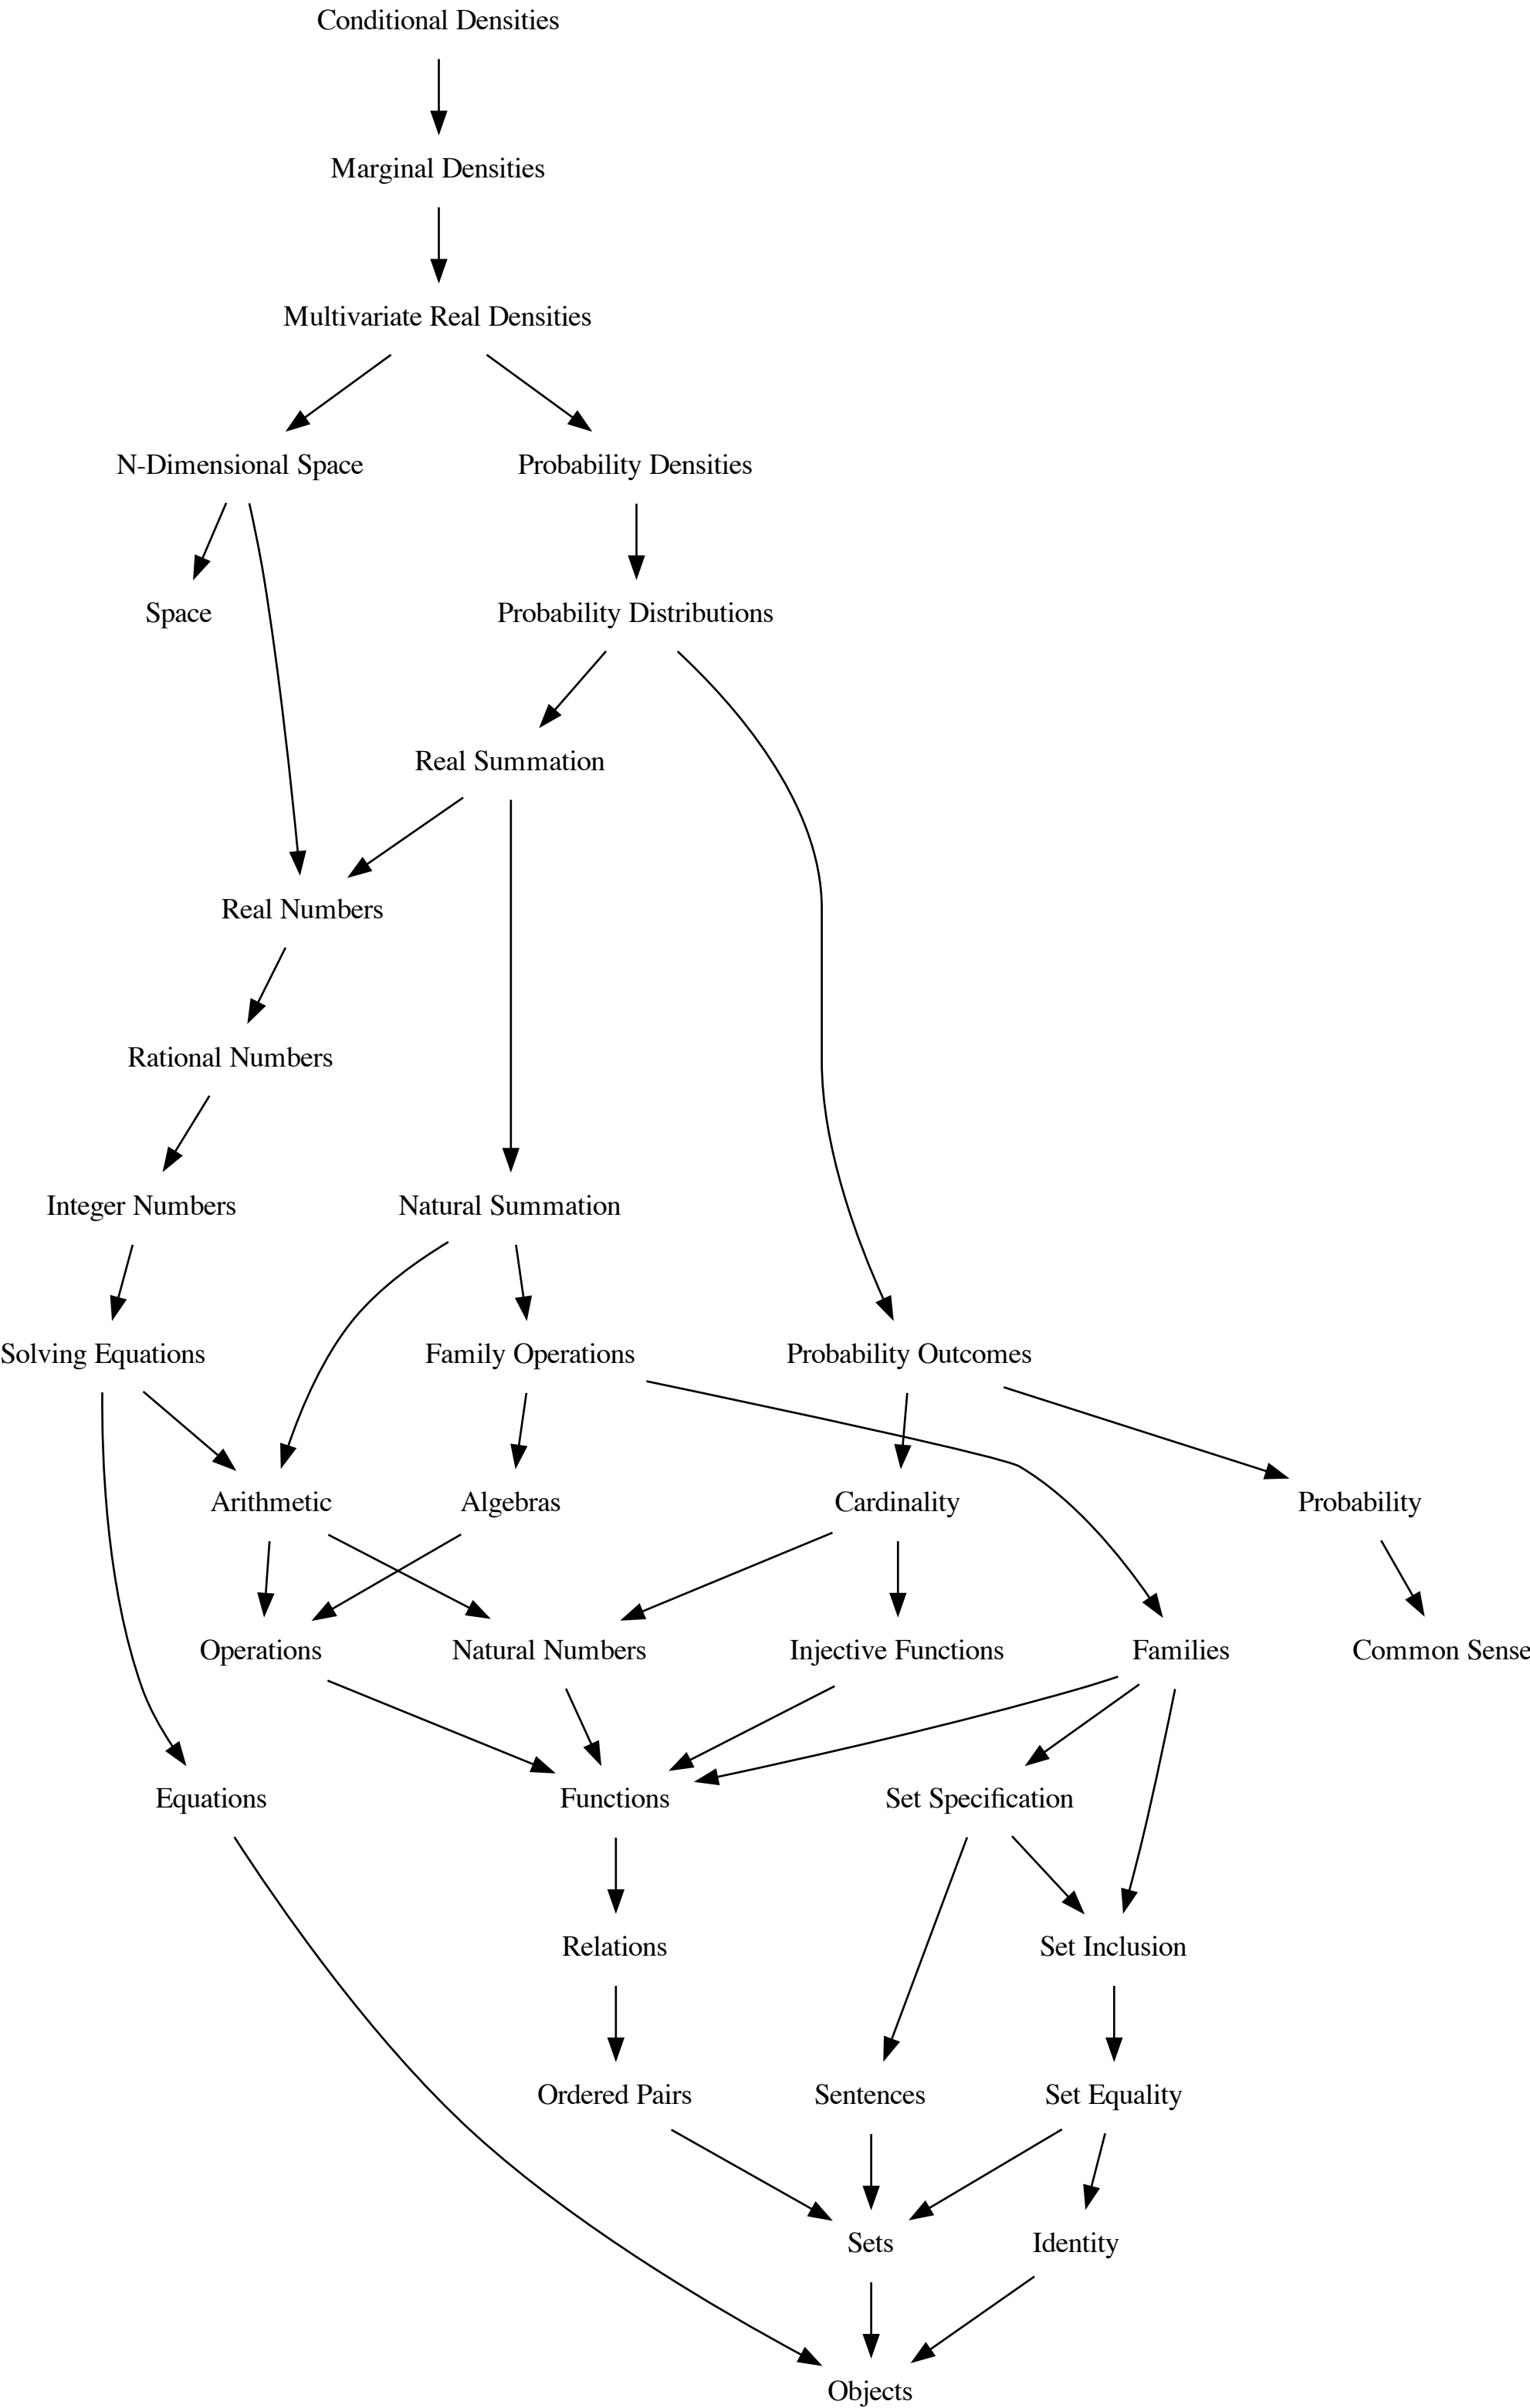 Conditional Densities
Marginal Densities
Multivariate Real Densities
N-Dimensional Space
Probability Densities
Space
Probability Distributions
Real Summation
Real Numbers
Rational Numbers
Integer Numbers
Natural Summation
Solving Equations
Family Operations
Probability Outcomes
Arithmetic
Algebras
Cardinality
Probability
Operations
Natural Numbers
Injective Functions
Families
Common Sense
Equations
Functions
Set Specification
Relations
Set Inclusion
Ordered Pairs
Sentences
Set Equality
Sets
Identity
Objects